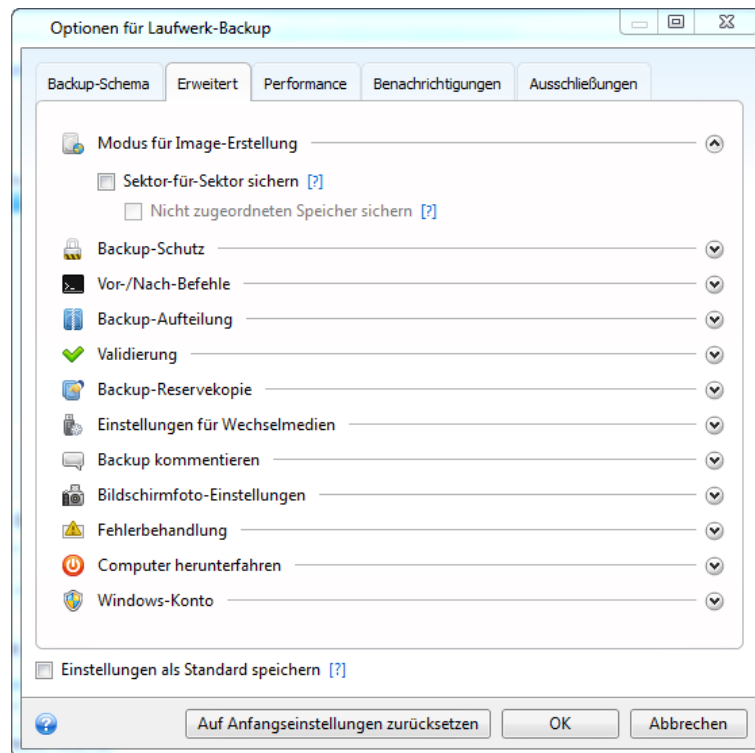 Optionen für Laufwerk-Backup
Backup-Schema Erweitert Performance Benachrichtigungen Ausschließungen
Modus für Image-Erstellung
Sektor-für-Sektor sichern [?]
Nicht zugeordneten Speicher sichern [?]
Backup-Schutz
Vor-/Nach-Befehle
Backup-Aufteilung
Validierung
Backup-Reservekopie
Einstellungen für Wechselmedien
Backup kommentieren
Bildschirmfoto-Einstellungen
Fehlerbehandlung
Computer herunterfahren
Windows-Konto
Einstellungen als Standard speichern [?]
Auf Anfangseinstellungen zurücksetzen OK Abbrechen